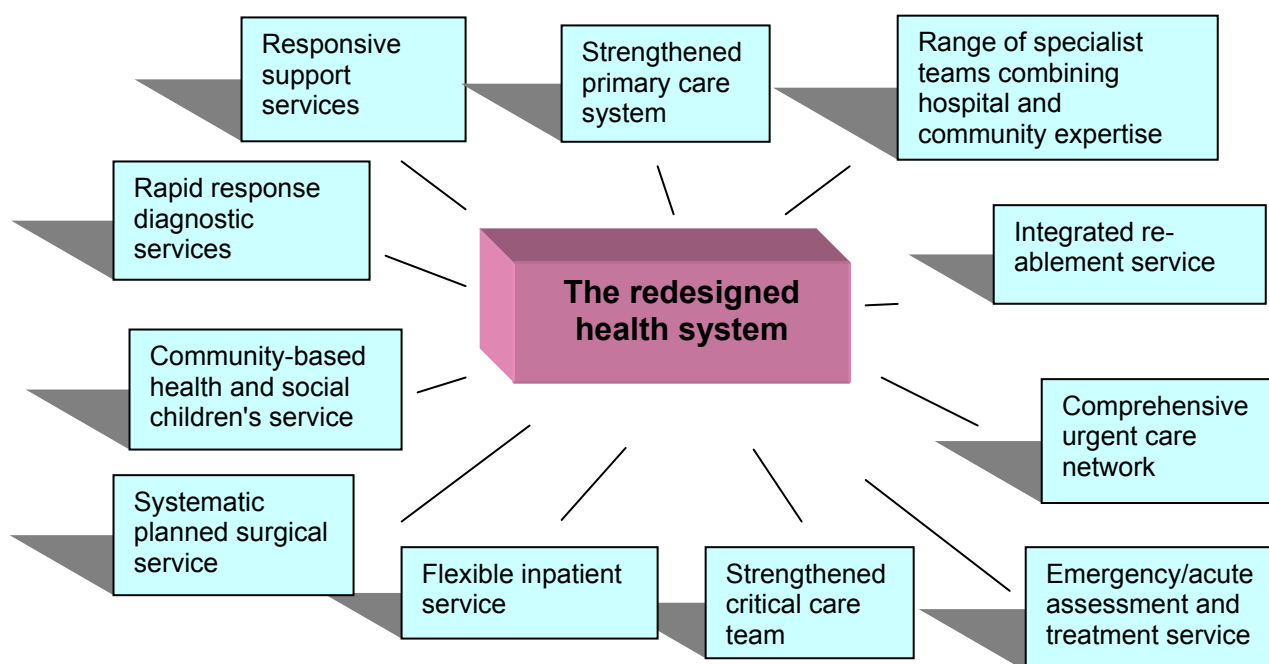 Responsive
support
services
Strengthened
primary care
system
Range of specialist
teams combining
hospital and
community expertise
Rapid response
diagnostic
services
Integrated re-
ablement service
The redesigned
health system
Community-based
health and social
children's service
Comprehensive
urgent care
network
Systematic
planned surgical
service
Flexible inpatient
service
Strengthened
critical care
team
Emergency/acute
assessment and
treatment service